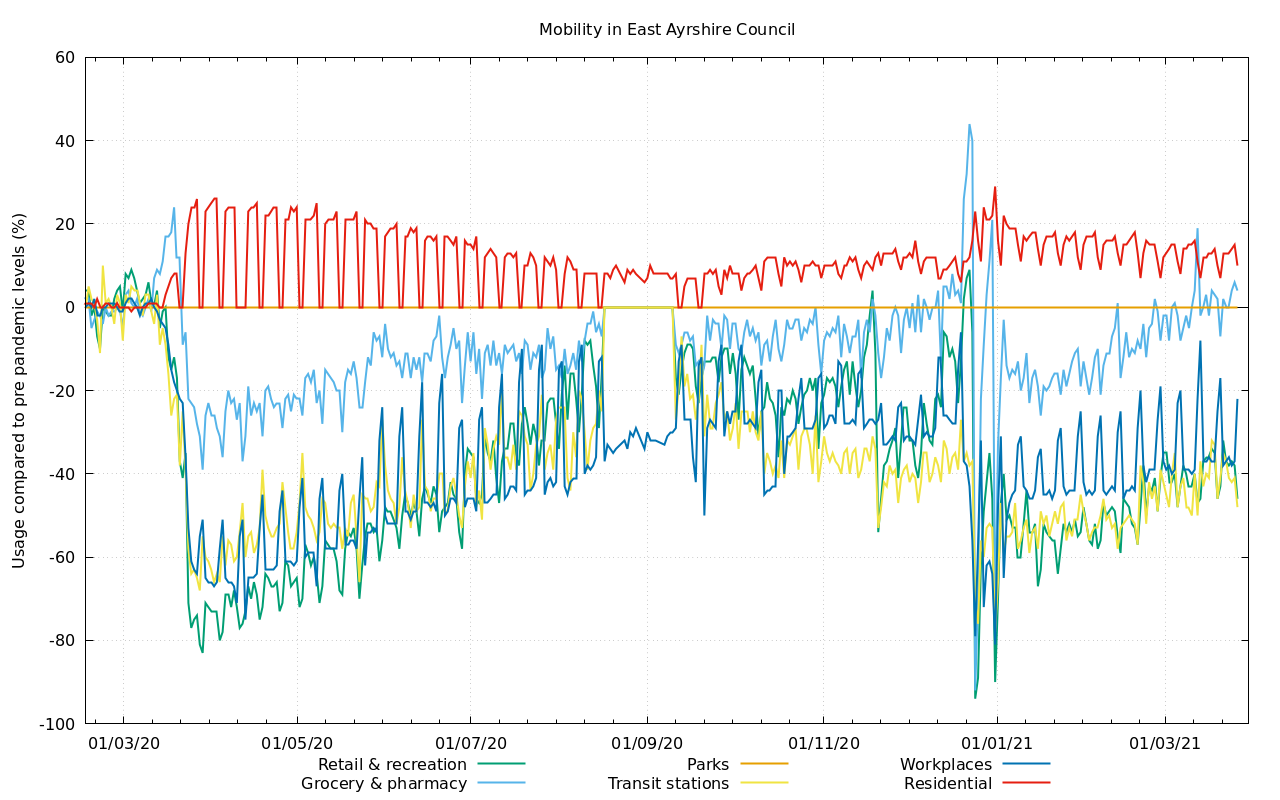 Mobility in East Ayrshire Council
Usage compared to pre pandemic levels (%)
60
40
20
0
-20
-40
-60
-80
-100
01/03/20 01/05/20 01/07/20 01/09/20 01/11/20 01/01/21 01/03/21
Retail & recreation Parks Workplaces
Grocery & pharmacy Transit stations Residential